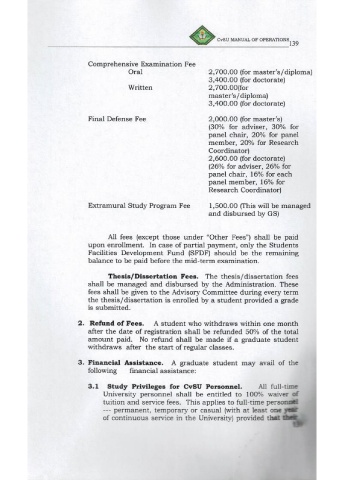 CvSU MANUAL OF OPERATIONS 139
Comprehensive Examination Fee
Oral 2,700.00 (for master's/diploma)
3,400.00 (for doctorate)
Written 2,700.00(for
master's/diploma)
3,400.00 (for doctorate)
Final Defense Fee 2,000.00 (for master's)
(30% for adviser, 30% for
panel chair, 20% for panel
member, 20% for Research
Coordinator)
2,600.00 (for doctorate)
(26% for adviser, 26% for
panel chair, 16% for each
panel member, 16% for
Research Coordinator)
Extramural Study Program Fee 1,500.00 (This will be managed
and disbursed by GS)
All fees (except those under "Other Fees") shall be paid
upon enrollment. In case of partial payment, only the Students
Facilities Development Fund (SFDF) should be the remaining
balance to be paid before the mid-term examination.
Thesis/Dissertation Fees. The thesis/dissertation fees
shall be managed and disbursed by the Administration. These
fees shall be given to the Advisory Committee during every term
the thesis/dissertation is enrolled by a student provided a grade
is submitted.
2. Refund of Fees. A student who withdraws within one month
after the date of registration shall be refunded 50% of the total
amount paid. No refund shall be made if a graduate student
withdraws after the start of regular classes.
3. Financial Assistance. A graduate student may avail of the
following financial assistance:
3.1 Study Privileges for CvSU Personnel. All full-time
University personnel shall be entitled to 100% waiver of
tuition and service fees. This applies to full-time personnel
--- permanent, temporary or casual (with at least one year
of continuous service in the University) provided that their